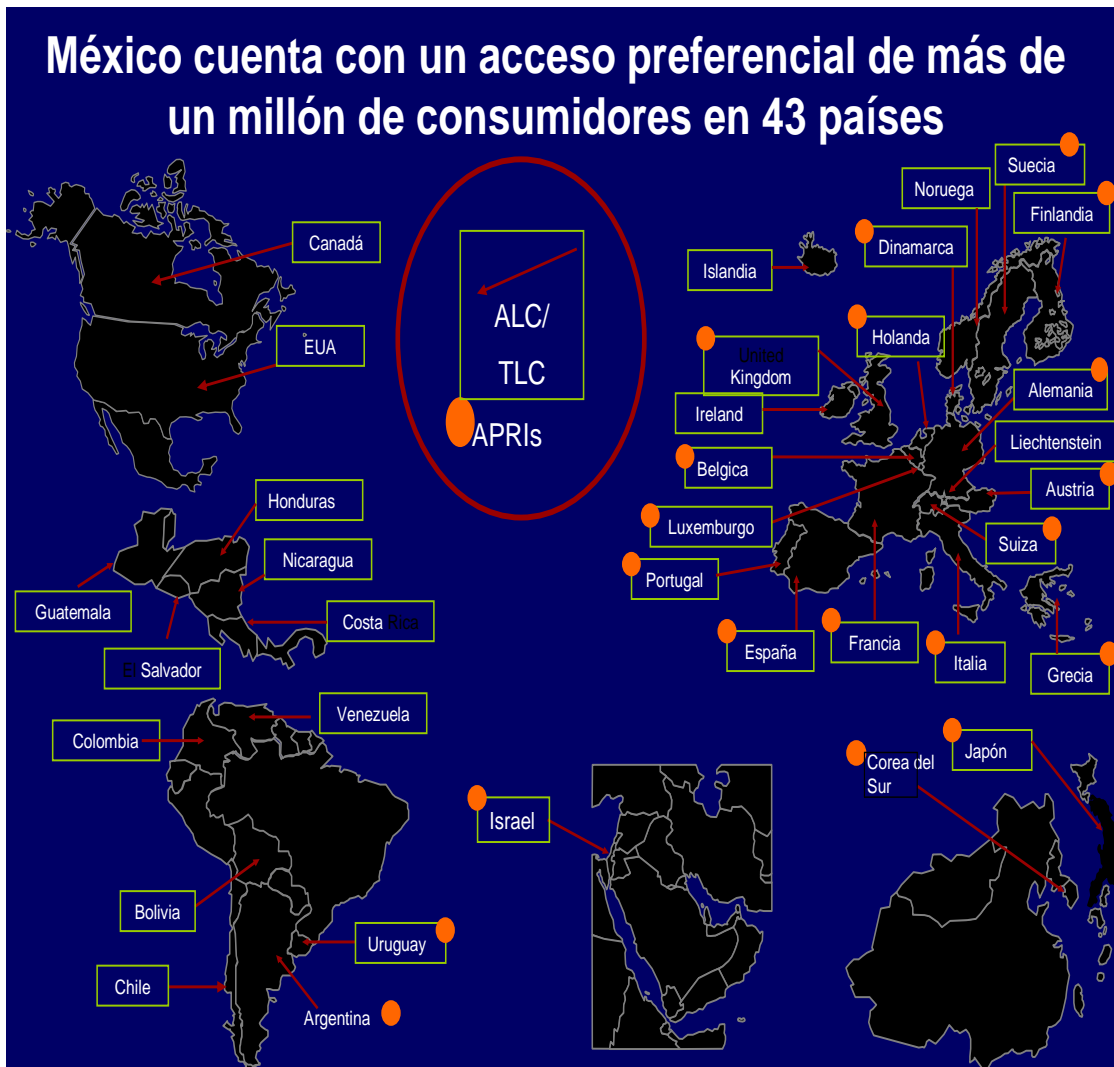 México cuenta con un acceso preferencial de más de
un millón de consumidores en 43 países
Suecia
Noruega
Finlandia
Canadá
Dinamarca
Islandia
ALC/
TLC
APRIs
EUA
Holanda
United
Kingdom
Alemania
Ireland
Liechtenstein
Belgica
Austria
Honduras
Luxemburgo
Suiza
Nicaragua
Portugal
Guatemala
Costa Rica
España
Francia
Italia
Grecia
El Salvador
Venezuela
Colombia
Japón
Corea del
Sur
Israel
Bolivia
Uruguay
Chile
Argentina